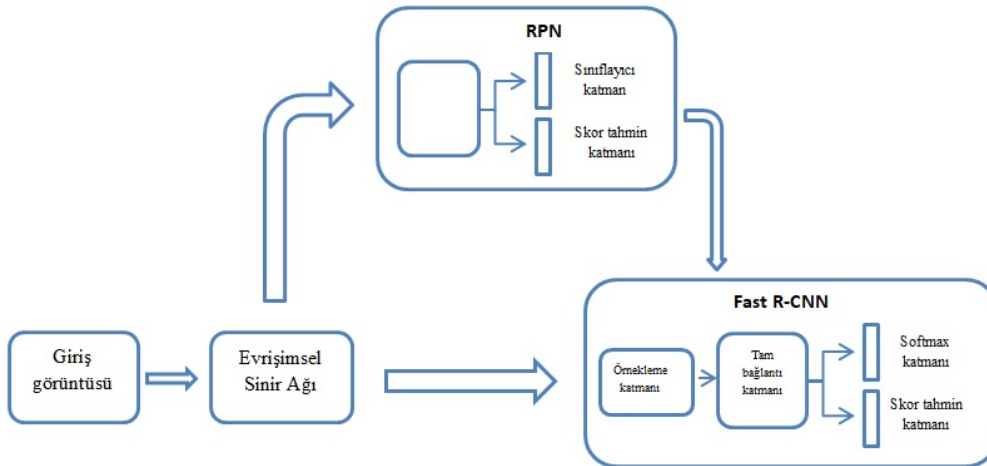 RPN
Sınıflayıcı
katman
Skor tahmin
katmanı
Fast R-CNN
Giriş
görüntüsü
Evrişimsel
Sinir Ağı
Örnekleme
katmanı
Tam
bağlantı
katmanı
Softmax
katmanı
Skor tahmin
katmanı